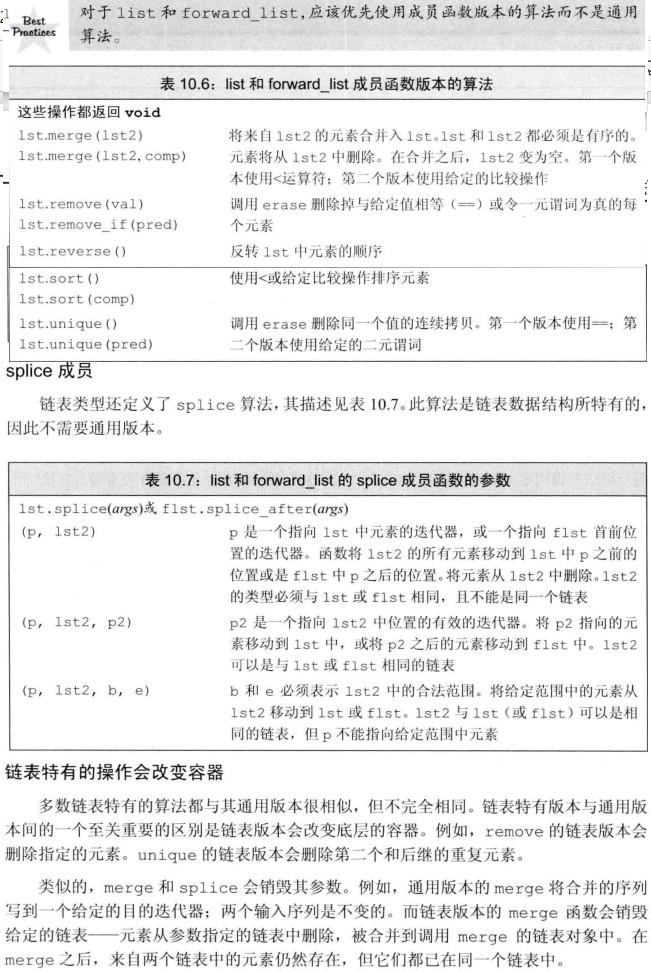 Best
Practices
对于 list 和 forward_list,应该优先使用成员函数版本的算法而不是通用
算法。
表 10.6：list 和 forward_list 成员函数版本的算法
这些操作都返回 void
lst.merge(lst2) 将来自 lst2 的元素合并入 lst。lst 和 lst2 都必须是有序的。
lst.merge(lst2,comp) 元素将从 lst2 中删除。在合并之后，lst2 变为空。第一个版
本使用<运算符；第二个版本使用给定的比较操作
lst.remove(val) 调用 erase 删除掉与给定值相等（==）或令一元谓词为真的每
lst.remove_if(pred) 个元素
lst.reverse() 反转 lst 中元素的顺序
lst.sort() 使用<或给定比较操作排序元素
lst.sort(comp)
lst.unique() 调用 erase 删除同一个值的连续拷贝。第一个版本使用==；第
lst.unique(pred) 二个版本使用给定的二元谓词
splice 成员
链表类型还定义了 splice 算法，其描述见表 10.7。此算法是链表数据结构所特有的，
因此不需要通用版本。
表 10.7：list 和 forward_list 的 splice 成员函数的参数
lst.splice(args)或 flst.splice_after(args)
(p, lst2) p 是一个指向 lst 中元素的迭代器，或一个指向 flst 首前位
置的迭代器。函数将 lst2 的所有元素移动到 lst 中 p 之前的
位置或是 flst 中 p 之后的位置。将元素从 lst2 中删除。lst2
的类型必须与 lst 或 flst 相同，且不能是同一个链表
(p, lst2, p2) p2 是一个指向 lst2 中位置的有效的迭代器。将 p2 指向的元
素移动到 lst 中，或将 p2 之后的元素移动到 flst 中。lst2
可以是与 lst 或 flst 相同的链表
(p, lst2, b, e) b 和 e 必须表示 lst2 中的合法范围。将给定范围中的元素从
lst2 移动到 lst 或 flst。lst2 与 lst（或 flst）可以是相
同的链表，但 p 不能指向给定范围中元素
链表特有的操作会改变容器
多数链表特有的算法都与其通用版本很相似，但不完全相同。链表特有版本与通用版
本间的一个至关重要的区别是链表版本会改变底层的容器。例如，remove 的链表版本会
删除指定的元素。unique 的链表版本会删除第二个和后继的重复元素。
类似的，merge 和 splice 会销毁其参数。例如，通用版本的 merge 将合并的序列
写到一个给定的目的迭代器；两个输入序列是不变的。而链表版本的 merge 函数会销毁
给定的链表——元素从参数指定的链表中删除，被合并到调用 merge 的链表对象中。在
merge 之后，来自两个链表中的元素仍然存在，但它们都已在同一个链表中。